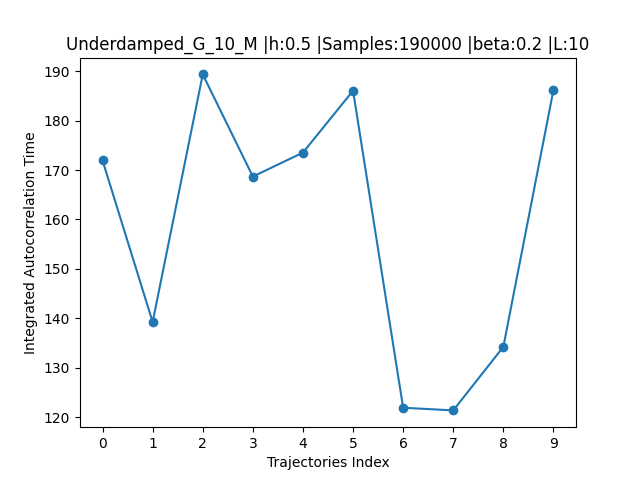 Underdamped_G_10_M |h:0.5 |Samples:190000 |beta:0.2 |L:10
190
180
170
160
150
140
130
120
Integrated Autocorrelation Time
0 1 2 3 4 5 6 7 8 9
Trajectories Index